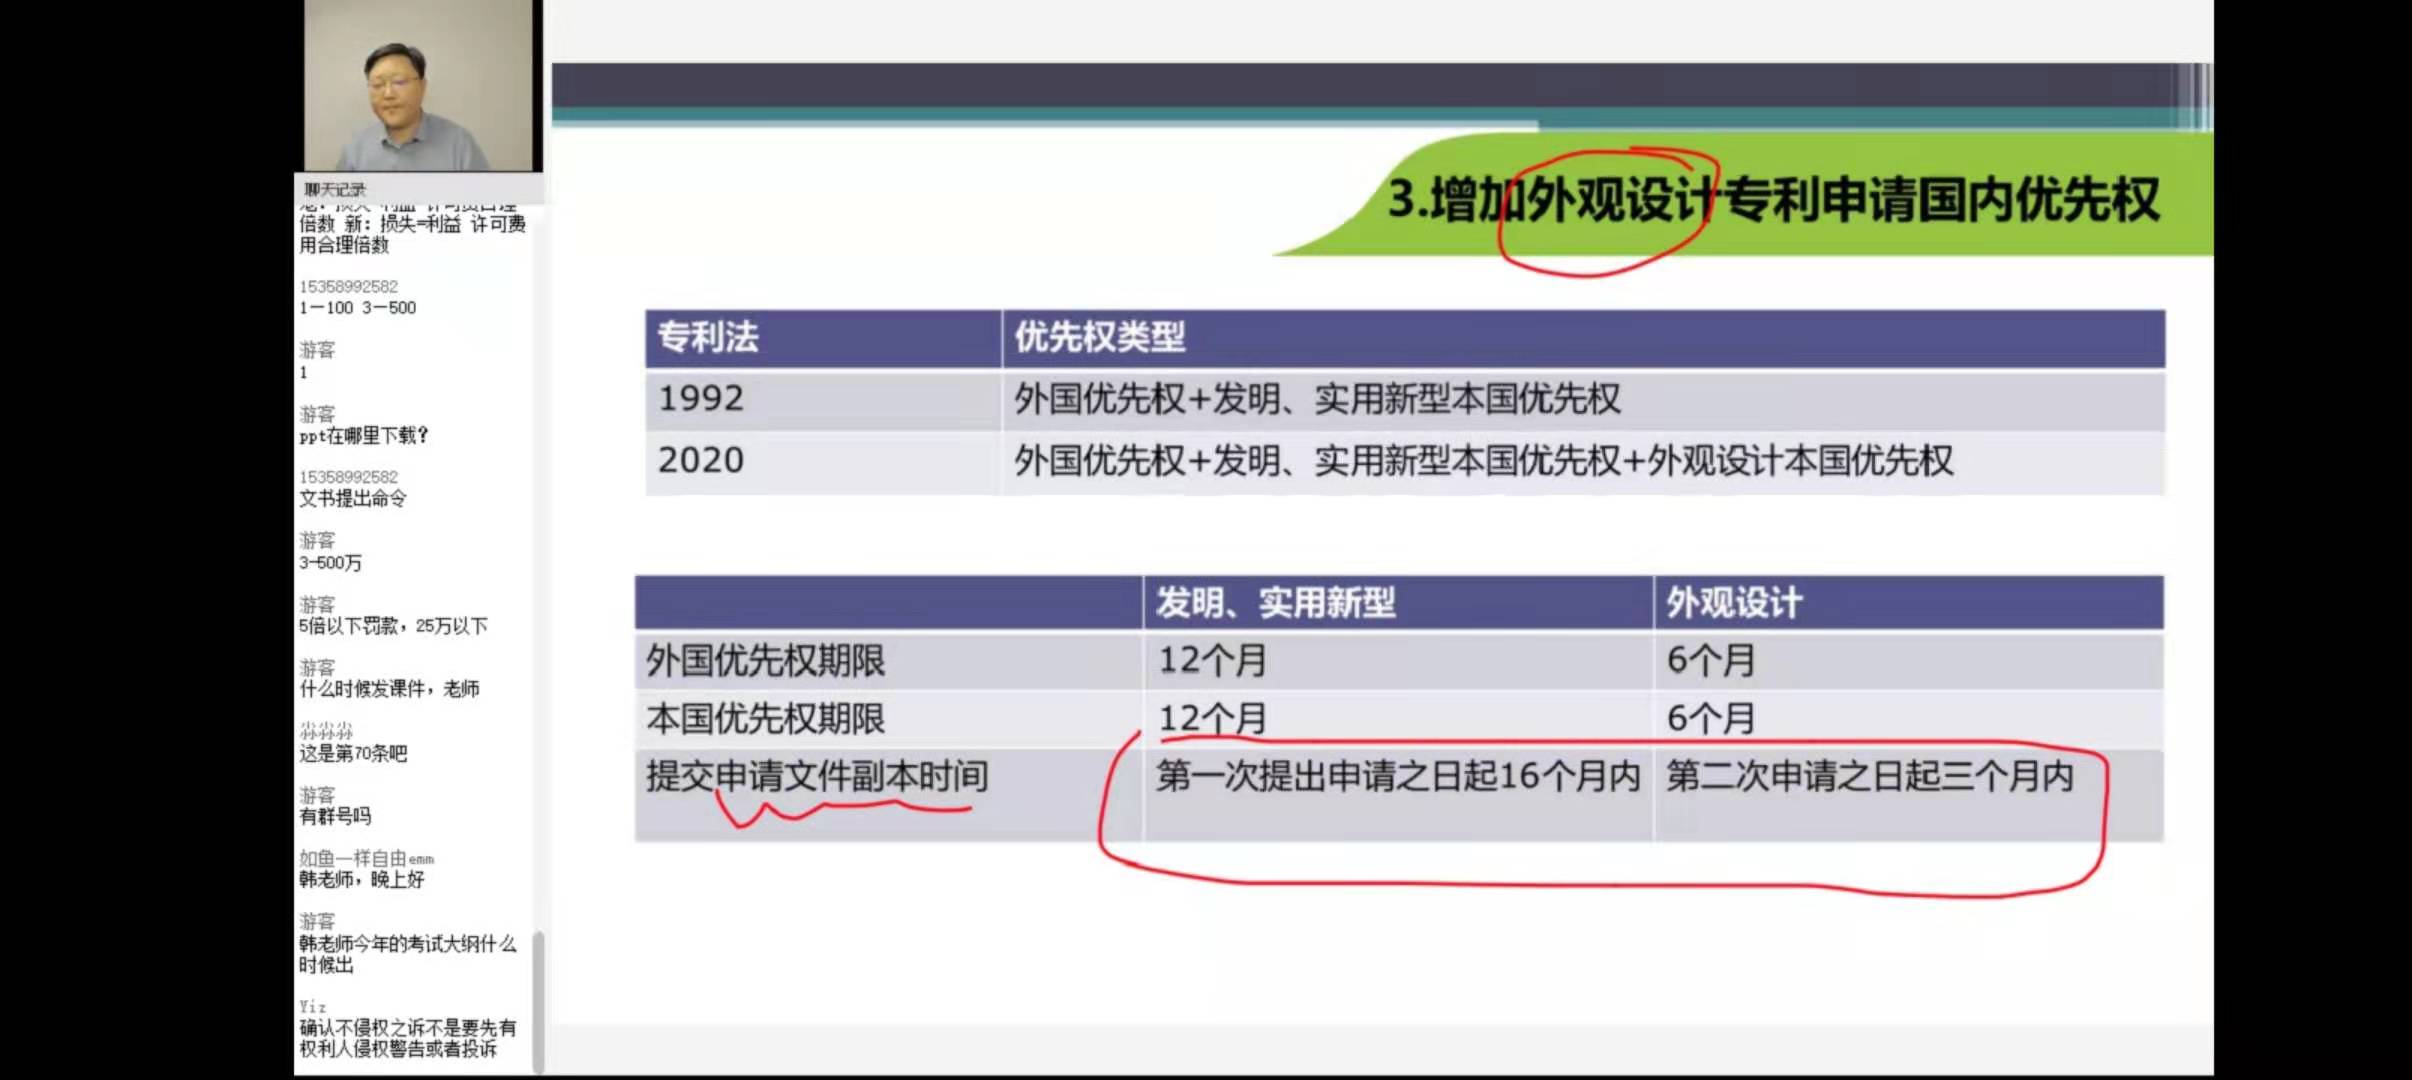 聊天记录
倍数 新：损失=利益 许可费
用合理倍数
15358992582
1—100 3—500
游客
1
游客
ppt在哪里下载？
15358992582
文书提出命令
游客
3-500万
游客
5倍以下罚款，25万以下
游客
什么时候发课件，老师
尛尛尛
这是第70条吧
游客
有群号吗
如鱼一样自由emm
韩老师，晚上好
游客
韩老师今年的考试大纲什么
时候出
Yiz
确认不侵权之诉不是要先有
权利人侵权警告或者投诉
3.增加外观设计专利申请国内优先权
专利法 优先权类型
1992 外国优先权+发明、实用新型本国优先权
2020 外国优先权+发明、实用新型本国优先权+外观设计本国优先权
发明、实用新型 外观设计
外国优先权期限 12个月 6个月
本国优先权期限 12个月 6个月
提交申请文件副本时间 第一次提出申请之日起16个月内 第二次申请之日起三个月内